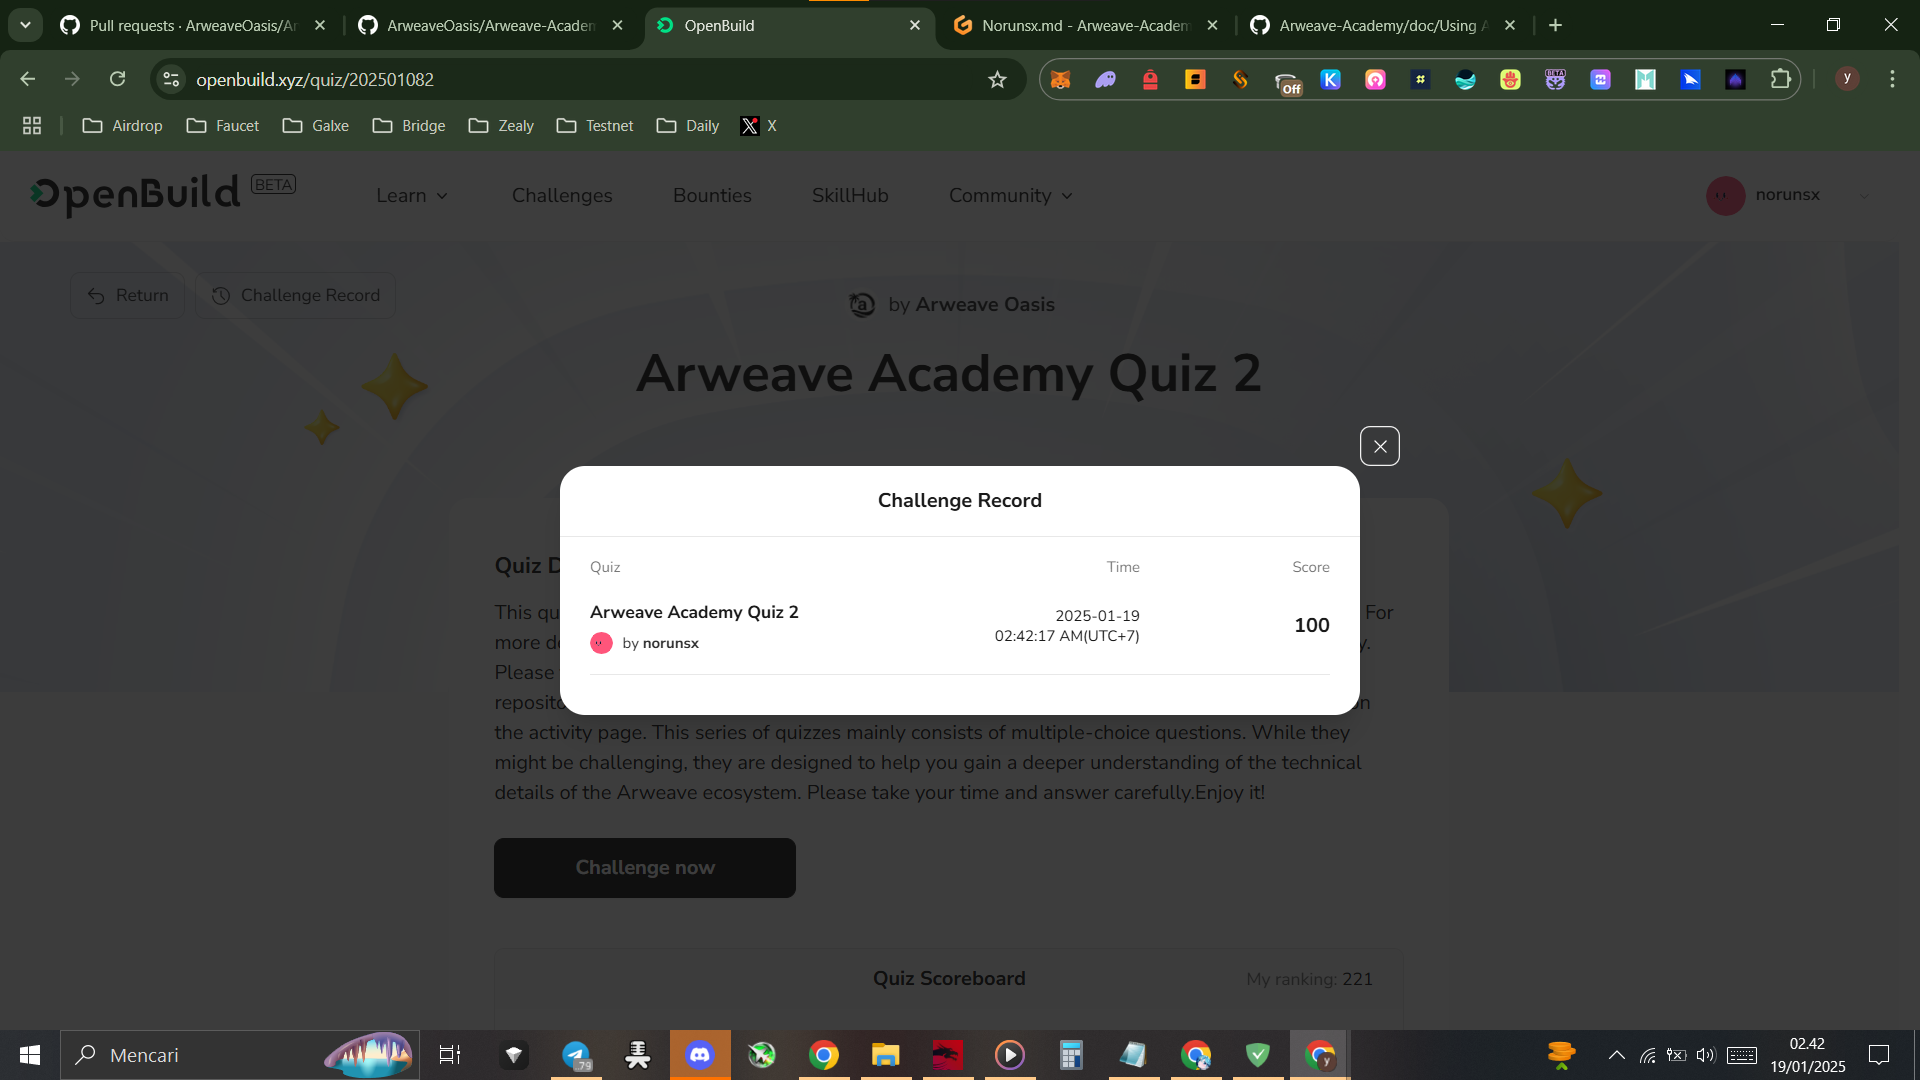 Pull requests · ArweaveOasis/Ar
ArweaveOasis/Arweave-Academ
OpenBuild
Norunsx.md - Arweave-Academ
Arweave-Academy/doc/Using A
openbuild.xyz/quiz/202501082
Off
BETA
y
Airdrop
Faucet
Galxe
Bridge
Zealy
Testnet
Daily
X
OpenBuild
BETA
Learn
Challenges
Bounties
SkillHub
Community
norunsx
Return
Challenge Record
by Arweave Oasis
Arweave Academy Quiz 2
Challenge Record
Quiz
Time
Score
Arweave Academy Quiz 2
by norunsx
2025-01-19
02:42:17 AM(UTC+7)
100
Quiz D
This qu
For
more de
y.
Please
reposito
on
the activity page. This series of quizzes mainly consists of multiple-choice questions. While they
might be challenging, they are designed to help you gain a deeper understanding of the technical
details of the Arweave ecosystem. Please take your time and answer carefully.Enjoy it!
Challenge now
Quiz Scoreboard
My ranking: 221
Mencari
79
y
02.42
19/01/2025